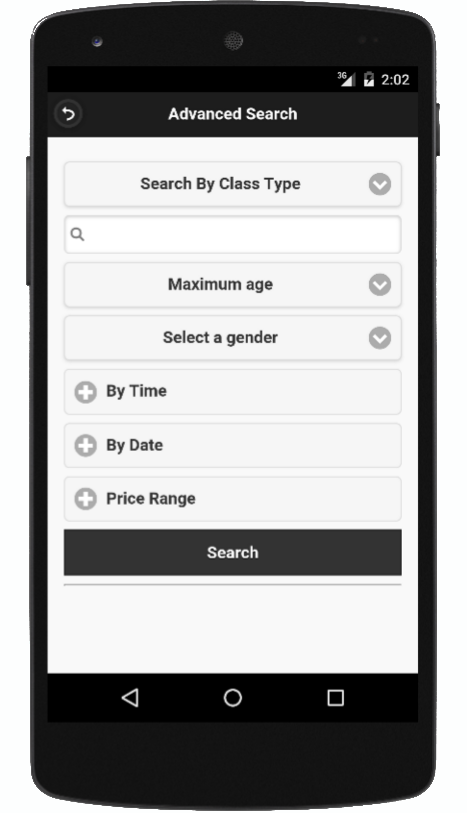 3G 2:02
Advanced Search
Search By Class Type
Maximum age
Select a gender
By Time
By Date
Price Range
Search